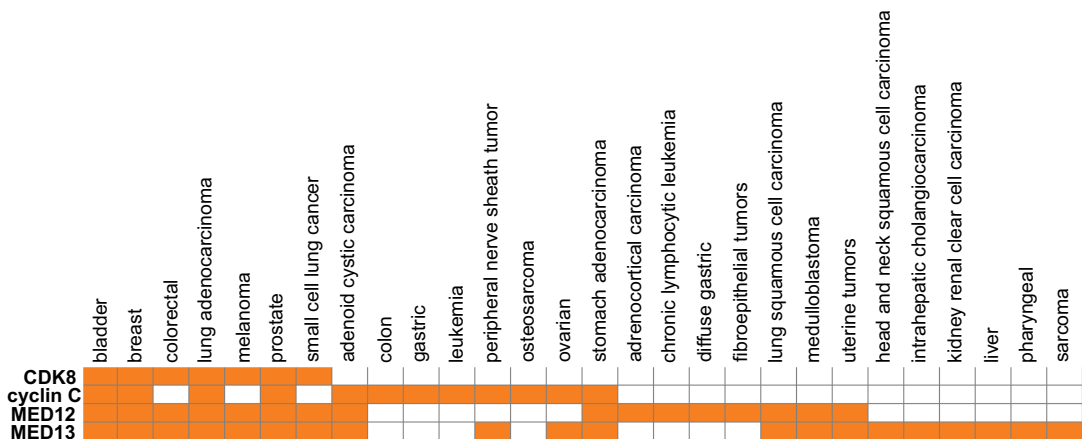 bladder
breast
colorectal
lung adenocarcinoma
melanoma
prostate
small cell lung cancer
adenoid cystic carcinoma
colon
gastric
leukemia
peripheral nerve sheath tumor
osteosarcoma
ovarian
stomach adenocarcinoma
adrenocortical carcinoma
chronic lymphocytic leukemia
diffuse gastric
fibroepithelial tumors
lung squamous cell carcinoma
medulloblastoma
uterine tumors
head and neck squamous cell carcinoma
intrahepatic cholangiocarcinoma
kidney renal clear cell carcinoma
liver
pharyngeal
sarcoma
CDK8
cyclin C
MED12
MED13